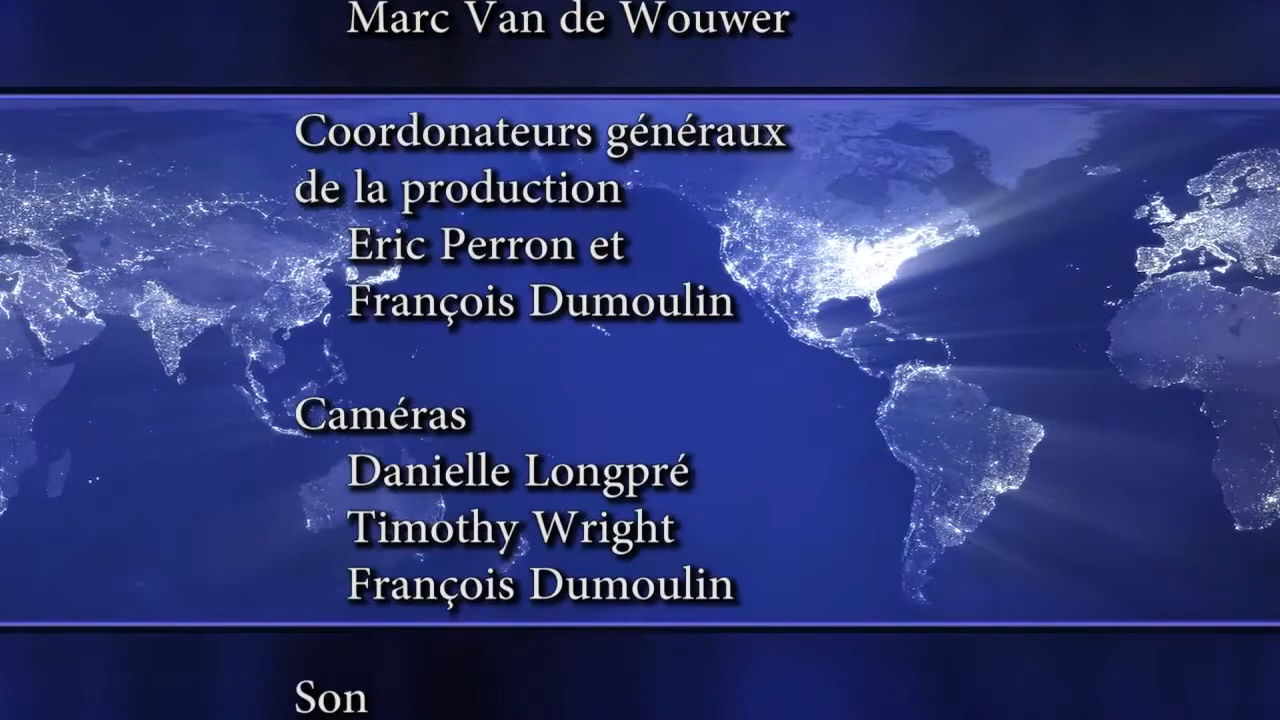 Marc Van de Wouwer
Coordonateurs généraux
de la production
Eric Perron et
François Dumoulin
Caméras
Danielle Longpré
Timothy Wright
François Dumoulin
Son